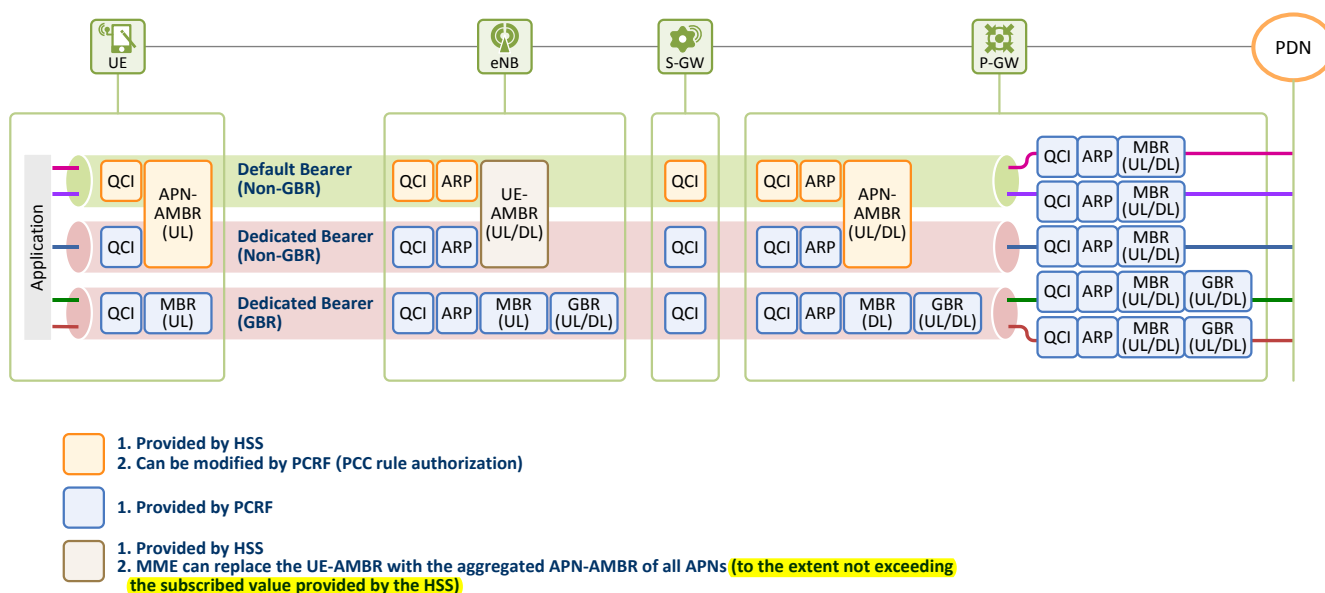 UE
eNB
S-GW
P-GW
PDN
Application
QCI
APN-
AMBR
(UL)
Default Bearer
(Non-GBR)
QCI
ARP
UE-
AMBR
(UL/DL)
QCI
QCI
ARP
APN-
AMBR
(UL/DL)
QCI
ARP
MBR
(UL/DL)
QCI
ARP
MBR
(UL/DL)
QCI
Dedicated Bearer
(Non-GBR)
QCI
ARP
QCI
QCI
ARP
QCI
ARP
MBR
(UL/DL)
QCI
MBR
(UL)
Dedicated Bearer
(GBR)
QCI
ARP
MBR
(UL)
GBR
(UL/DL)
QCI
QCI
ARP
MBR
(DL)
GBR
(UL/DL)
QCI
ARP
MBR
(UL/DL)
GBR
(UL/DL)
QCI
ARP
MBR
(UL/DL)
GBR
(UL/DL)
1. Provided by HSS
2. Can be modified by PCRF (PCC rule authorization)
1. Provided by PCRF
1. Provided by HSS
2. MME can replace the UE-AMBR with the aggregated APN-AMBR of all APNs (to the extent not exceeding
the subscribed value provided by the HSS)